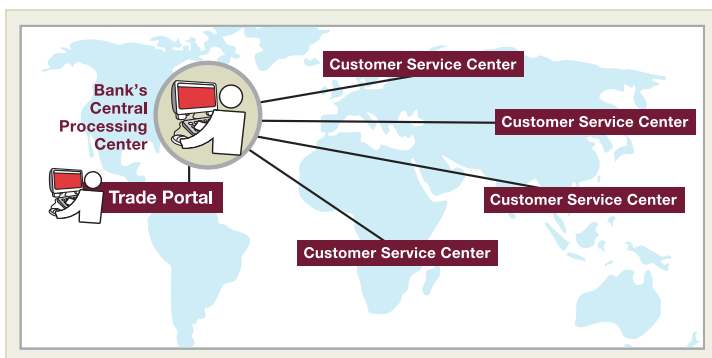 Customer Service Center
Bank's
Central
Processing
Center
Customer Service Center
Trade Portal
Customer Service Center
Customer Service Center